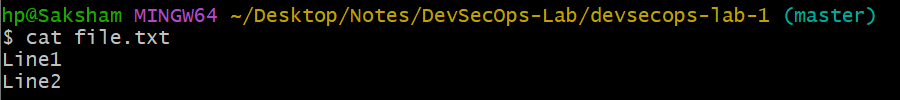 hp@Saksham MINGW64 ~/Desktop/Notes/DevSecOps-Lab/devsecops-lab-1 (master)
$ cat file.txt
Line1
Line2